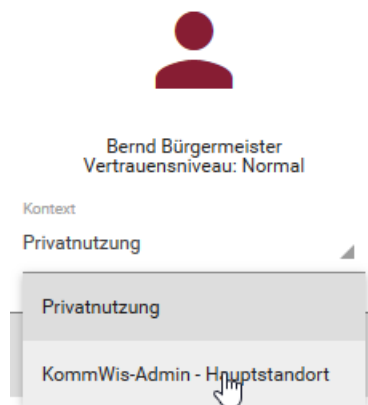 Bernd Bürgermeister
Vertrauensniveau: Normal
Kontext
Privatnutzung
Privatnutzung
KommWis-Admin - Hauptstandort